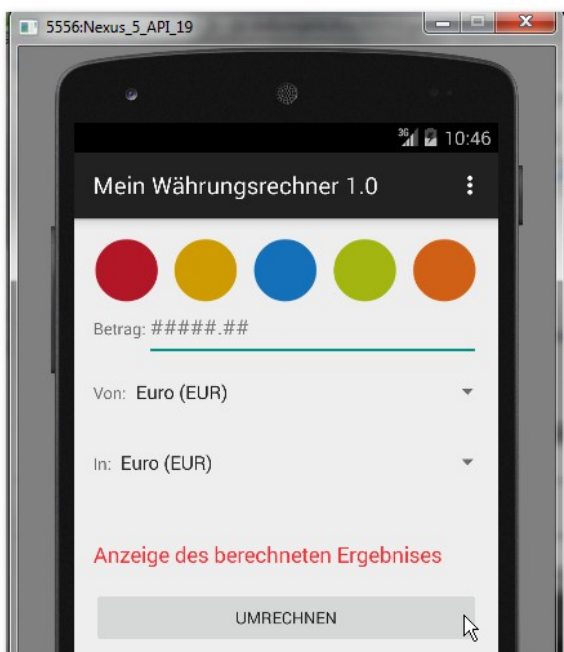 5556:Nexus_5_API_19
3G 10:46
Mein Währungsrechner 1.0
Betrag: #####.##
Von: Euro (EUR)
In: Euro (EUR)
Anzeige des berechneten Ergebnises
UMRECHNEN